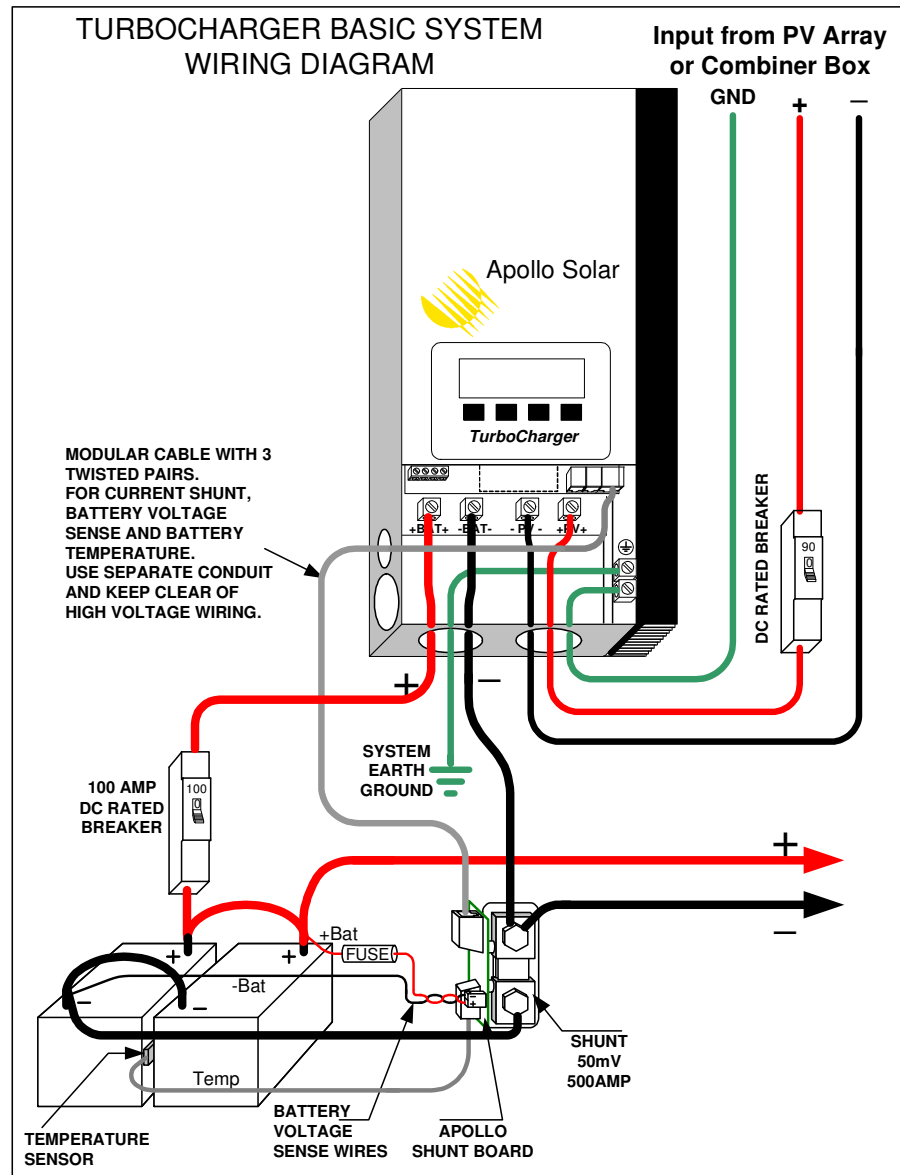 TURBOCHARGER BASIC SYSTEM
WIRING DIAGRAM
Input from PV Array
or Combiner Box
GND
+
–
Apollo Solar
TurboCharger
MODULAR CABLE WITH 3
TWISTED PAIRS.
FOR CURRENT SHUNT,
BATTERY VOLTAGE
SENSE AND BATTERY
TEMPERATURE.
USE SEPARATE CONDUIT
AND KEEP CLEAR OF
HIGH VOLTAGE WIRING.
+BAT+
-BAT-
- PV -
+PV+
DC RATED BREAKER
90
0
+
–
SYSTEM
EARTH
GROUND
100 AMP
DC RATED
BREAKER
100
0
+
–
+Bat
FUSE
+
+
-Bat
–
–
–
+
Temp
SHUNT
50mV
500AMP
TEMPERATURE
SENSOR
BATTERY
VOLTAGE
SENSE WIRES
APOLLO
SHUNT BOARD